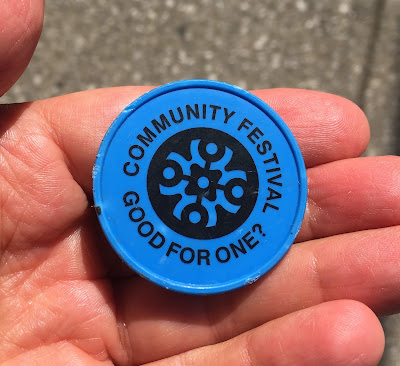 COMMUNITY FESTIVAL
GOOD FOR ONE?